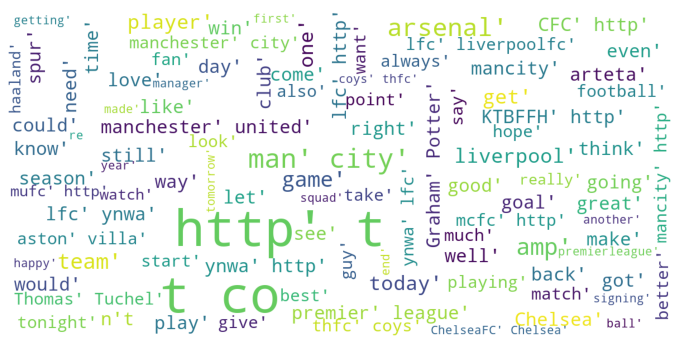 getting'
player'
win'
first'
arsenal'
CFC' http'
haaland'
spur'
need'
time'
manchester' city'
fan'
one'
lfc' http'
want'
lfc' liverpoolfc'
even'
always'
mancity'
love'
manager'
day'
club'
come'
also'
coys' thfc'
arteta'
football'
made'
like'
point'
say'
get'
could'
re'
manchester' united'
right'
Graham' Potter'
KTBFFH' http'
hope'
know'
still'
look'
man' city'
liverpool'
think'
mancity' http'
year'
season'
way'
tomorrow'
game'
good'
really'
going'
mufc' http'
watch'
let'
squad'
take'
ynwa' lfc'
goal'
great'
lfc' ynwa'
http' t
see'
mcfc' http'
another'
aston' villa'
guy'
end'
much'
well'
amp'
make'
premierleague'
happy'
team'
start'
ynwa' http'
today'
playing'
back'
got'
better'
would'
t co'
best'
match'
signing'
Thomas' Tuchel'
premier' league'
Chelsea'
tonight'
n't'
play'
give'
thfc' coys'
ChelseaFC' Chelsea'
ball'